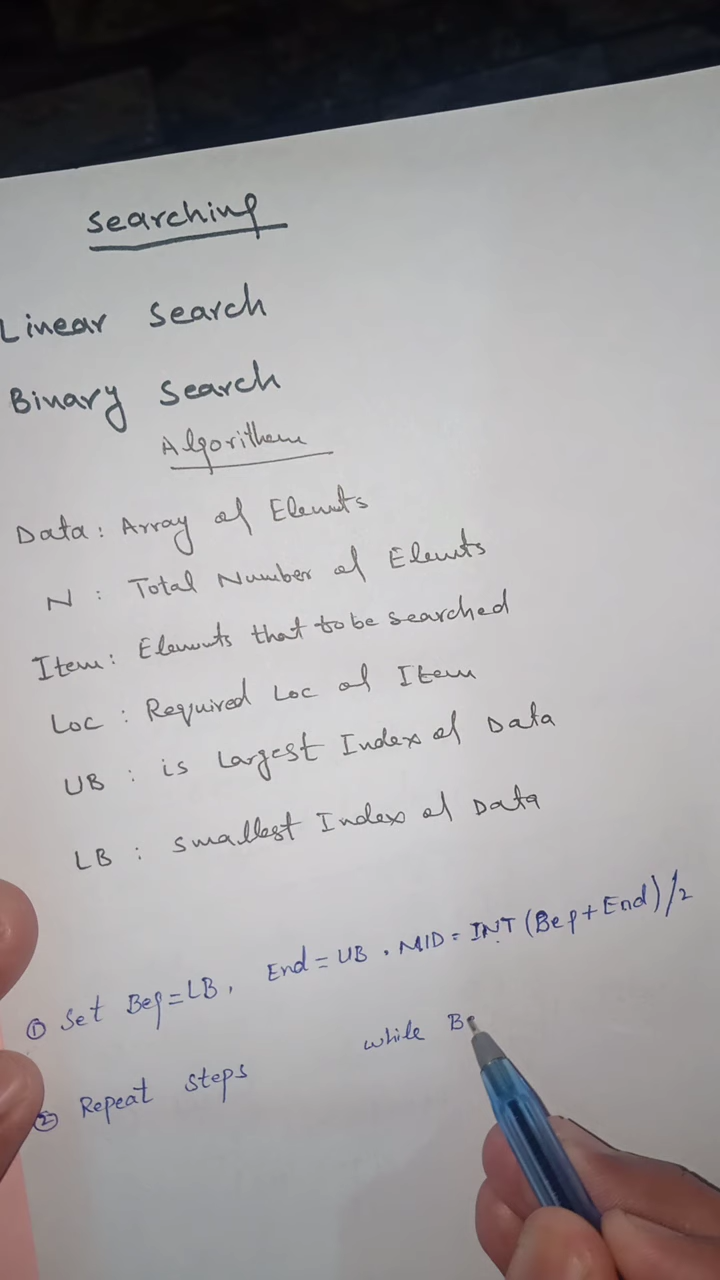 Searching
Linear Search
Binary Search
Algorithem
Data: Array of Elements
N : Total Number of Elemts
Item: Elements that to be searched
Loc : Required Loc of Item
UB : is Largest Index of Data
LB : Smallest Index of Data
① Set Beg=LB, End=UB. MID=INT(Beg+End)/2
② Repeat steps while Be